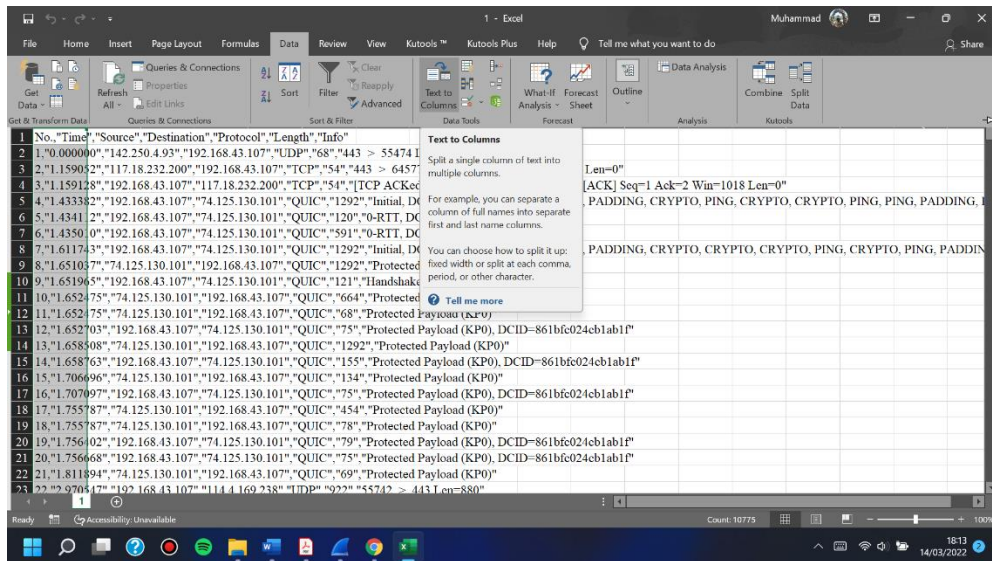 1 - Excel
Muhammad
File Home Insert Page Layout Formulas Data Review View Kutools ™ Kutools Plus Help Tell me what you want to do Share
Get Data
Refresh All
Queries & Connections
Properties
Edit Links
Sort
Filter
Clear
Reapply
Advanced
Text to Columns
What-If Analysis
Forecast Sheet
Outline
Data Analysis
Combine
Split Data
Get & Transform Data Queries & Connections Sort & Filter Data Tools Forecast Analysis Kutools
Text to Columns
Split a single column of text into
multiple columns.
For example, you can separate a
column of full names into separate
first and last name columns.
You can choose how to split it up:
fixed width or split at each comma,
period, or other character.
Tell me more
1 No.,"Time","Source","Destination","Protocol","Length","Info"
2 1,"0.000000","142.250.4.93","192.168.43.107","UDP","68","443 > 55474
3 2,"1.159052","117.18.232.200","192.168.43.107","TCP","54","443 > Len=0"
4 3,"1.159128","192.168.43.107","117.18.232.200","TCP","54","[TCP ACKed [ACK] Seq=1 Ack=2 Win=1018 Len=0"
5 4,"1.433382","192.168.43.107","74.125.130.101","QUIC","1292","Initial, , PADDING, CRYPTO, PING, CRYPTO, CRYPTO, PING, PING, PADDING,
6 5,"1.434112","192.168.43.107","74.125.130.101","QUIC","120","0-RTT,
7 6,"1.435010","192.168.43.107","74.125.130.101","QUIC","591","0-RTT,
8 7,"1.611743","192.168.43.107","74.125.130.101","QUIC","1292","Initial, , PADDING, CRYPTO, CRYPTO, CRYPTO, PING, CRYPTO, PING, PADDIN
9 8,"1.651037","74.125.130.101","192.168.43.107","QUIC","1292","Protected
10 9,"1.651965","192.168.43.107","74.125.130.101","QUIC","121","Handshake
11 10,"1.652475","74.125.130.101","192.168.43.107","QUIC","664","Protected
12 11,"1.652475","74.125.130.101","192.168.43.107","QUIC","68","Protected Payload (KP0)"
13 12,"1.652703","192.168.43.107","74.125.130.101","QUIC","75","Protected Payload (KP0), DCID=861bfc024cb1ab1f"
14 13,"1.658508","74.125.130.101","192.168.43.107","QUIC","1292","Protected Payload (KP0)"
15 14,"1.658763","192.168.43.107","74.125.130.101","QUIC","155","Protected Payload (KP0), DCID=861bfc024cb1ab1f"
16 15,"1.706696","74.125.130.101","192.168.43.107","QUIC","134","Protected Payload (KP0)"
17 16,"1.707097","192.168.43.107","74.125.130.101","QUIC","75","Protected Payload (KP0), DCID=861bfc024cb1ab1f"
18 17,"1.755787","74.125.130.101","192.168.43.107","QUIC","454","Protected Payload (KP0)"
19 18,"1.755787","74.125.130.101","192.168.43.107","QUIC","78","Protected Payload (KP0)"
20 19,"1.756402","192.168.43.107","74.125.130.101","QUIC","79","Protected Payload (KP0), DCID=861bfc024cb1ab1f"
21 20,"1.756668","192.168.43.107","74.125.130.101","QUIC","75","Protected Payload (KP0), DCID=861bfc024cb1ab1f"
22 21,"1.811894","74.125.130.101","192.168.43.107","QUIC","69","Protected Payload (KP0)"
23 22,"2.970547","192.168.43.107","114.4.169.238","UDP","922","55742 > 443 Len=880"
1
Ready Accessibility: Unavailable Count: 10775 100%
18:13
14/03/2022
2